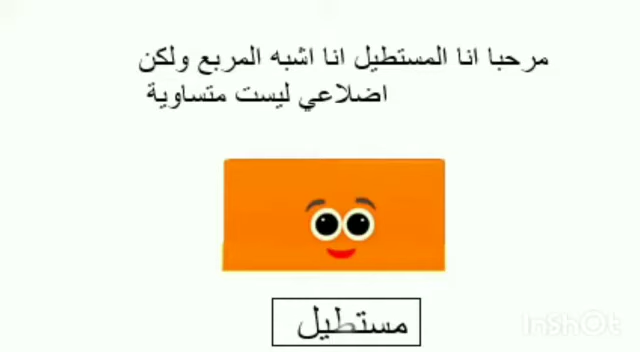 مرحبا انا المستطيل انا اشبه المربع ولكن
اضلاعي ليست متساوية
مستطيل
InShOt